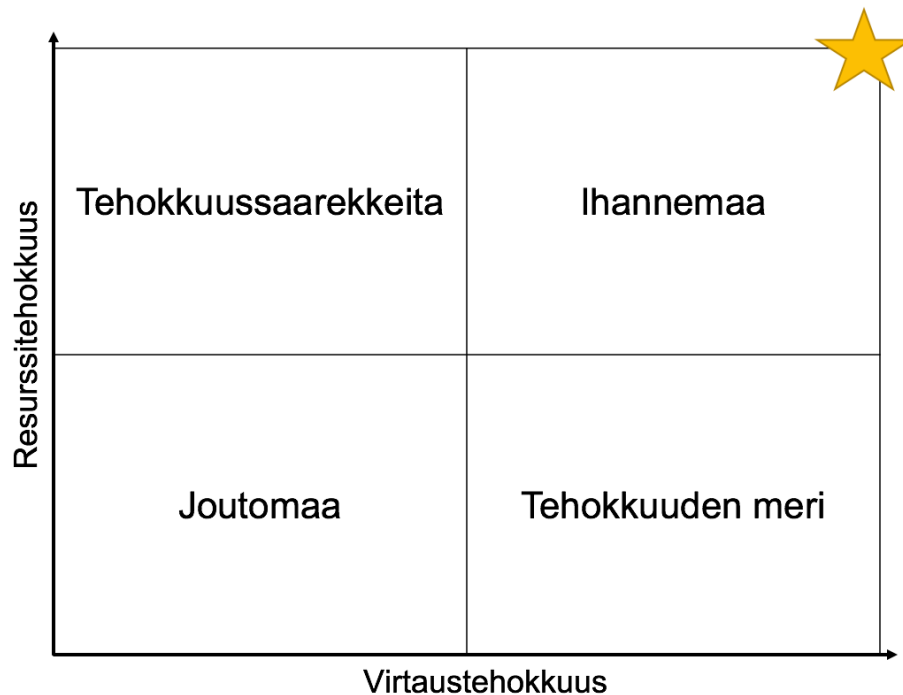 Resurssitehokkuus
Tehokkuussaarekkeita
Ihannemaa
Joutomaa
Tehokkuuden meri
Virtaustehokkuus